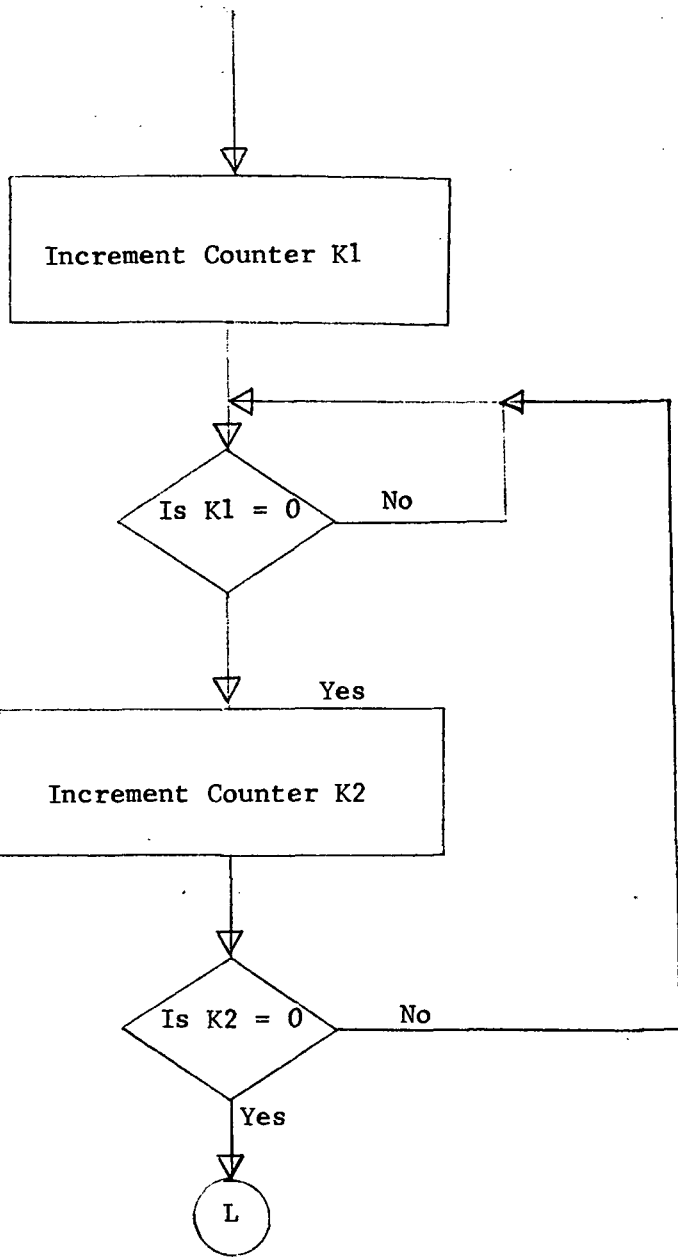 Increment Counter K1
Is K1 = 0
No
Yes
Increment Counter K2
Is K2 = 0
No
Yes
L